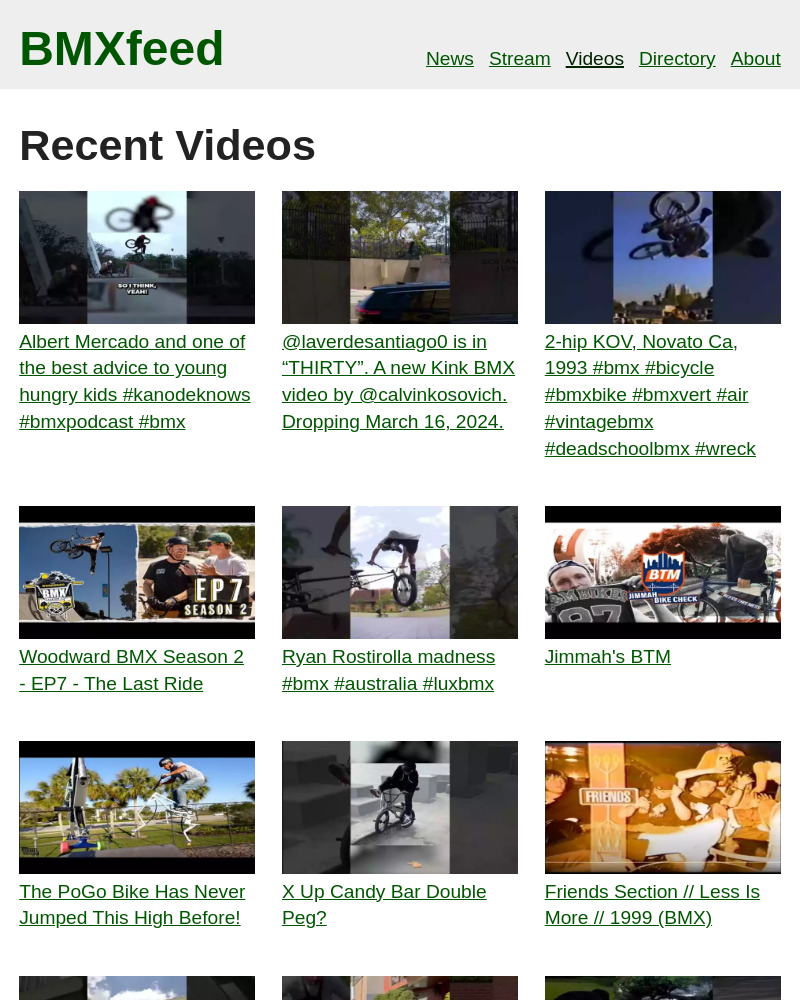 BMXfeed
News Stream Videos Directory About
Recent Videos
SO I THINK,
YEAH!
Albert Mercado and one of
the best advice to young
hungry kids #kanodeknows
#bmxpodcast #bmx
@laverdesantiago0 is in
“THIRTY”. A new Kink BMX
video by @calvinkosovich.
Dropping March 16, 2024.
2-hip KOV, Novato Ca,
1993 #bmx #bicycle
#bmxbike #bmxvert #air
#vintagebmx
#deadschoolbmx #wreck
BMX
EP 7
SEASON 2
BTM
JIMMAH
BIKE CHECK
97
Woodward BMX Season 2
- EP7 - The Last Ride
Ryan Rostirolla madness
#bmx #australia #luxbmx
Jimmah's BTM
FRIENDS
The PoGo Bike Has Never
Jumped This High Before!
X Up Candy Bar Double
Peg?
Friends Section // Less Is
More // 1999 (BMX)